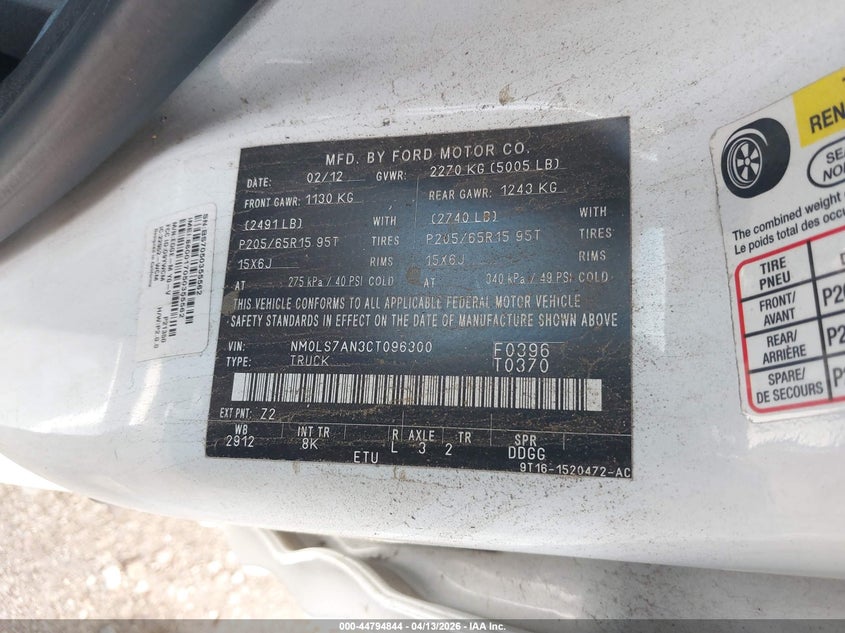 MFD. BY FORD MOTOR CO.
DATE: 02/12 GVWR: 2270 KG (5005 LB)
FRONT GAWR: 1130 KG REAR GAWR: 1243 KG
(2491 LB) WITH (2740 LB) WITH
P205/65R15 95T TIRES P205/65R15 95T TIRES
15X6J RIMS 15X6J RIMS
AT 275 kPa / 40 PSI COLD AT 340 kPa / 49 PSI COLD
THIS VEHICLE CONFORMS TO ALL APPLICABLE FEDERAL MOTOR VEHICLE
SAFETY STANDARDS IN EFFECT ON THE DATE OF MANUFACTURE SHOWN ABOVE
VIN: NM0LS7AN3CT096300 F0396
TYPE: TRUCK T0370
EXT PNT: Z2
WB INT TR R AXLE TR SPR
2912 8K L 3 2 DDGG
ETU
9T16-1520472-AC
REN
SEA
NO
The combined weight
Le poids total des occu
TIRE
PNEU
FRONT/
AVANT
P20
REAR/
ARRIÈRE
P2
SPARE/
DE SECOURS
P
000-44794844 | 04/13/2026 | IAA Inc.